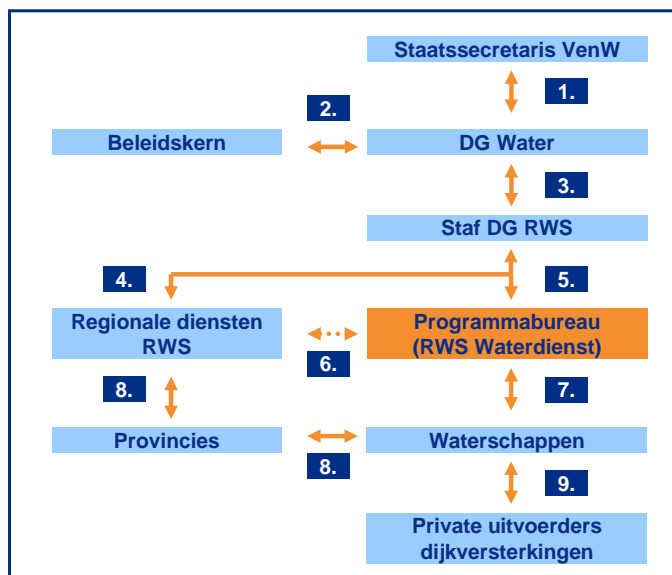 Staatssecretaris VenW
1.
2.
Beleidskern
DG Water
3.
Staf DG RWS
4.
5.
Regionale diensten
RWS
Programmabureau
(RWS Waterdienst)
6.
8.
7.
Provincies
Waterschappen
8.
9.
Private uitvoerders
dijkversterkingen